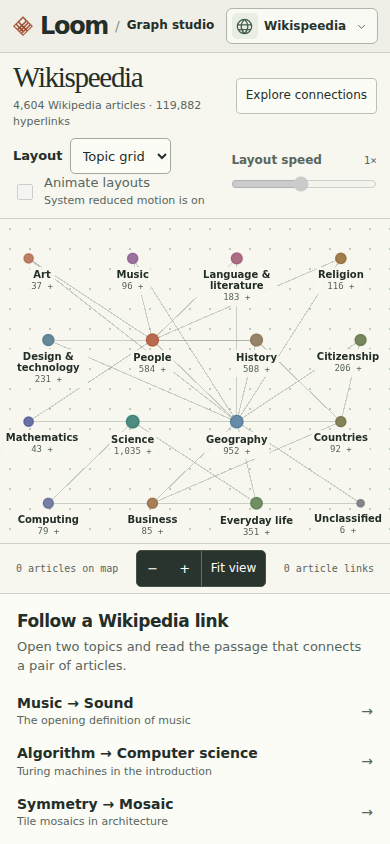 Loom / Graph studio
Wikispeedia
Wikispeedia
4,604 Wikipedia articles · 119,882
hyperlinks
Explore connections
Layout
Topic grid
Layout speed
1×
Animate layouts
System reduced motion is on
Art
37 +
Music
96 +
Language &
literature
183 +
Religion
116 +
Design &
technology
231 +
People
584 +
History
508 +
Citizenship
206 +
Mathematics
43 +
Science
1,035 +
Geography
952 +
Countries
92 +
Computing
79 +
Business
85 +
Everyday life
351 +
Unclassified
6 +
0 articles on map
− + Fit view
0 article links
Follow a Wikipedia link
Open two topics and read the passage that connects
a pair of articles.
Music → Sound
The opening definition of music
→
Algorithm → Computer science
Turing machines in the introduction
→
Symmetry → Mosaic
Tile mosaics in architecture
→